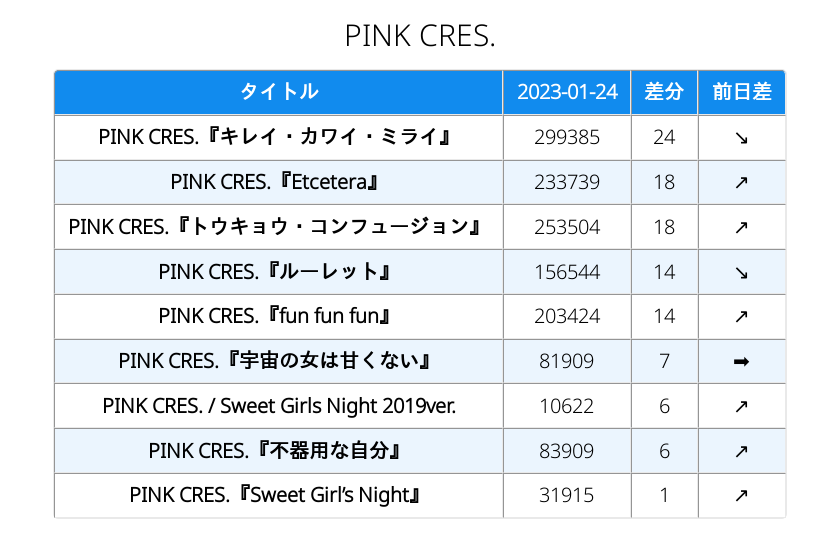 PINK CRES.
タイトル 2023-01-24 差分 前日差
PINK CRES.『キレイ・カワイ・ミライ』 299385 24 ↘
PINK CRES.『Etcetera』 233739 18 ↗
PINK CRES.『トウキョウ・コンフュージョン』 253504 18 ↗
PINK CRES.『ルーレット』 156544 14 ↘
PINK CRES.『fun fun fun』 203424 14 ↗
PINK CRES.『宇宙の女は甘くない』 81909 7 ➡
PINK CRES. / Sweet Girls Night 2019ver. 10622 6 ↗
PINK CRES.『不器用な自分』 83909 6 ↗
PINK CRES.『Sweet Girl’s Night』 31915 1 ↗